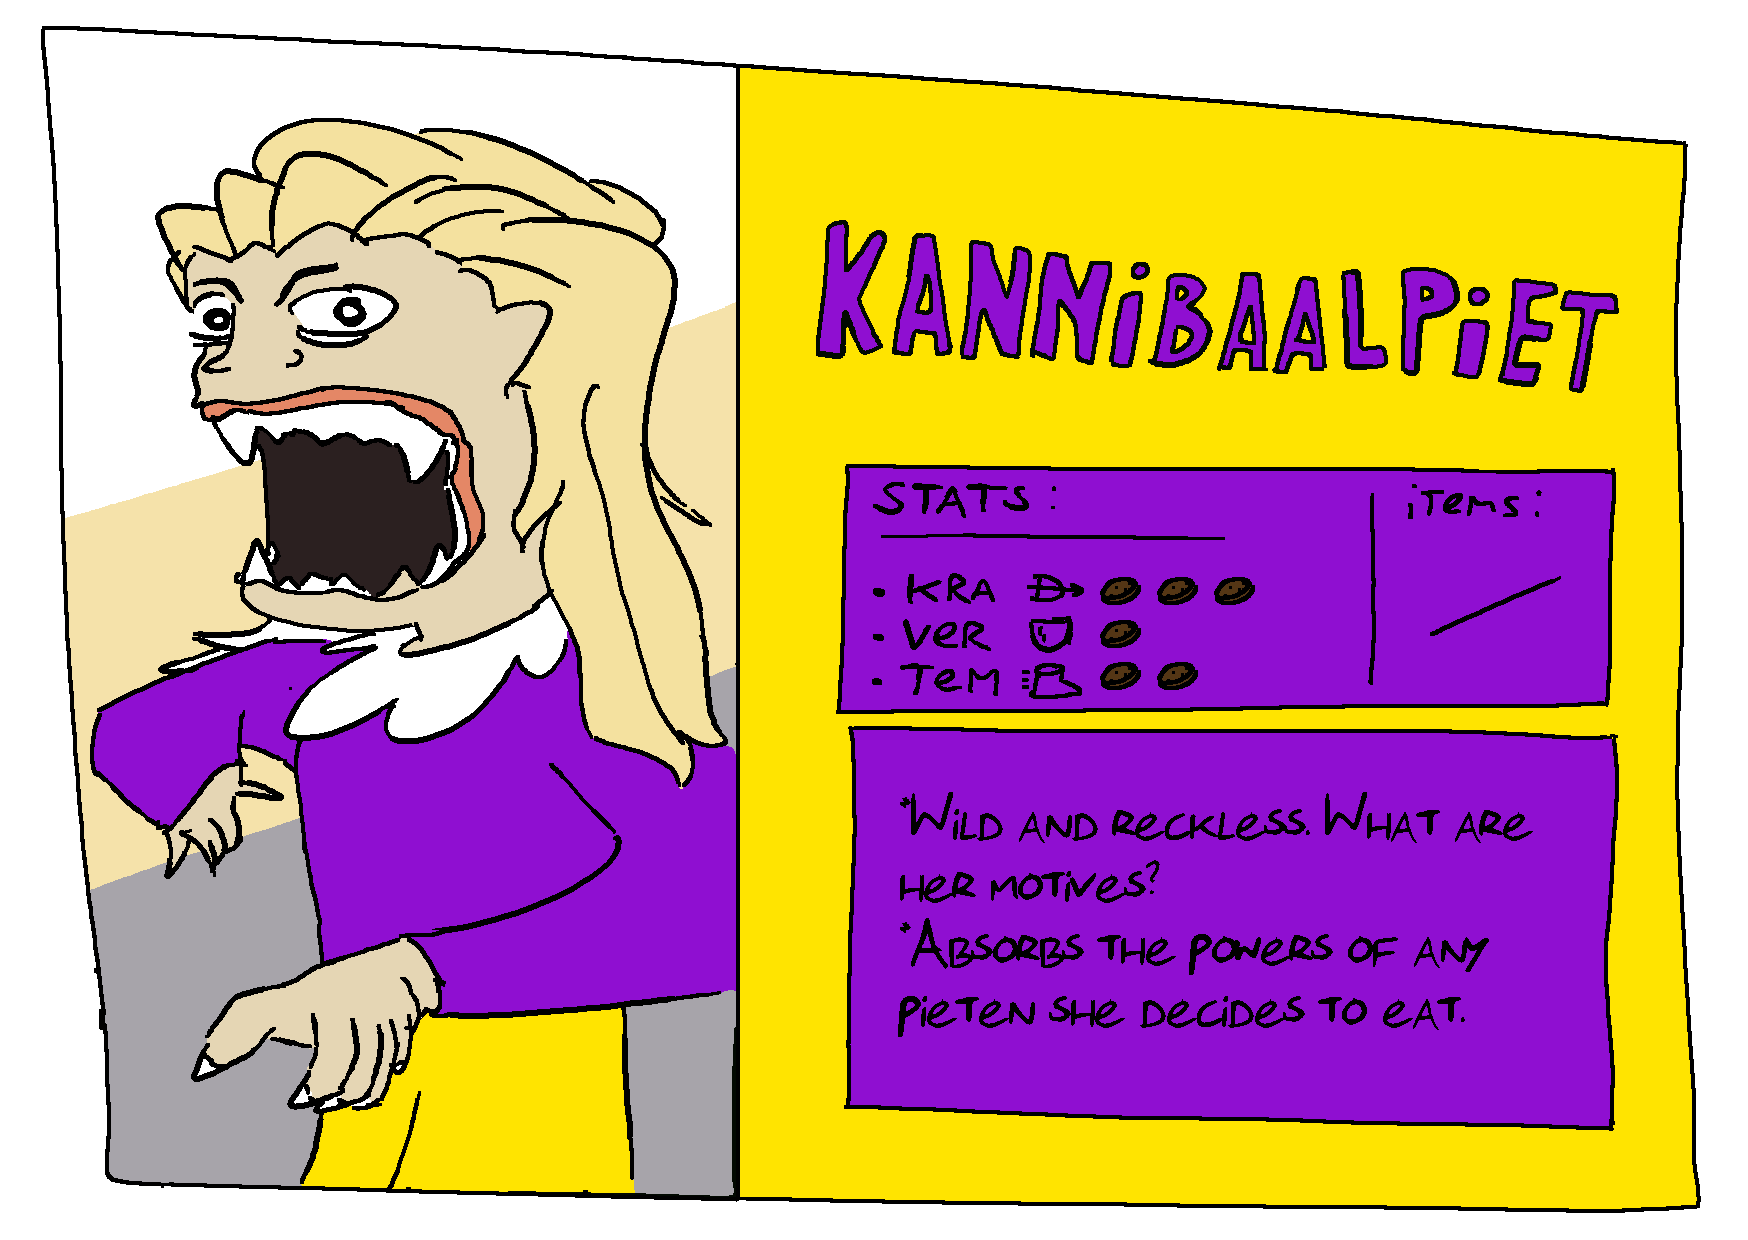 KANNiBAALPiET
STATS:
iTems:
• KRA
• VeR
• TeM
*WiLD AND RecKLess. WHAT ARe
HeR MOTiVes?
*ABSORBS THe POWeRS OF ANY
PieTeN SHe DeCiDeS TO eAT.